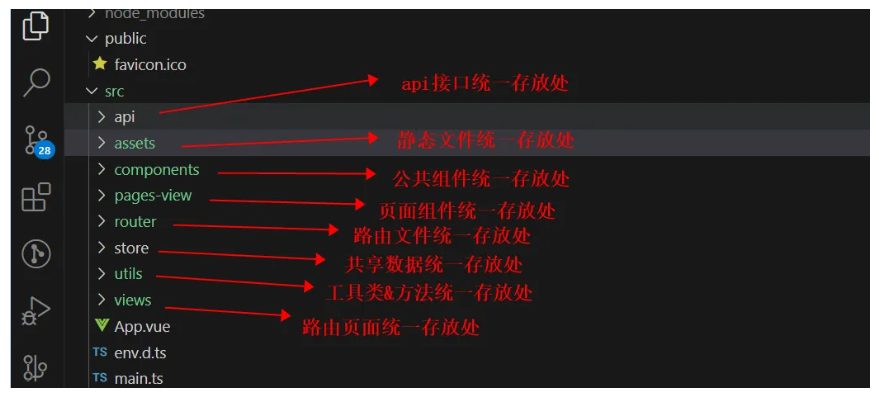 node_modules
public
favicon.ico
src
api api接口统一存放处
assets 静态文件统一存放处
components 公共组件统一存放处
pages-view 页面组件统一存放处
router 路由文件统一存放处
store 共享数据统一存放处
utils 工具类&方法统一存放处
views 路由页面统一存放处
App.vue
TS env.d.ts
TS main.ts
28